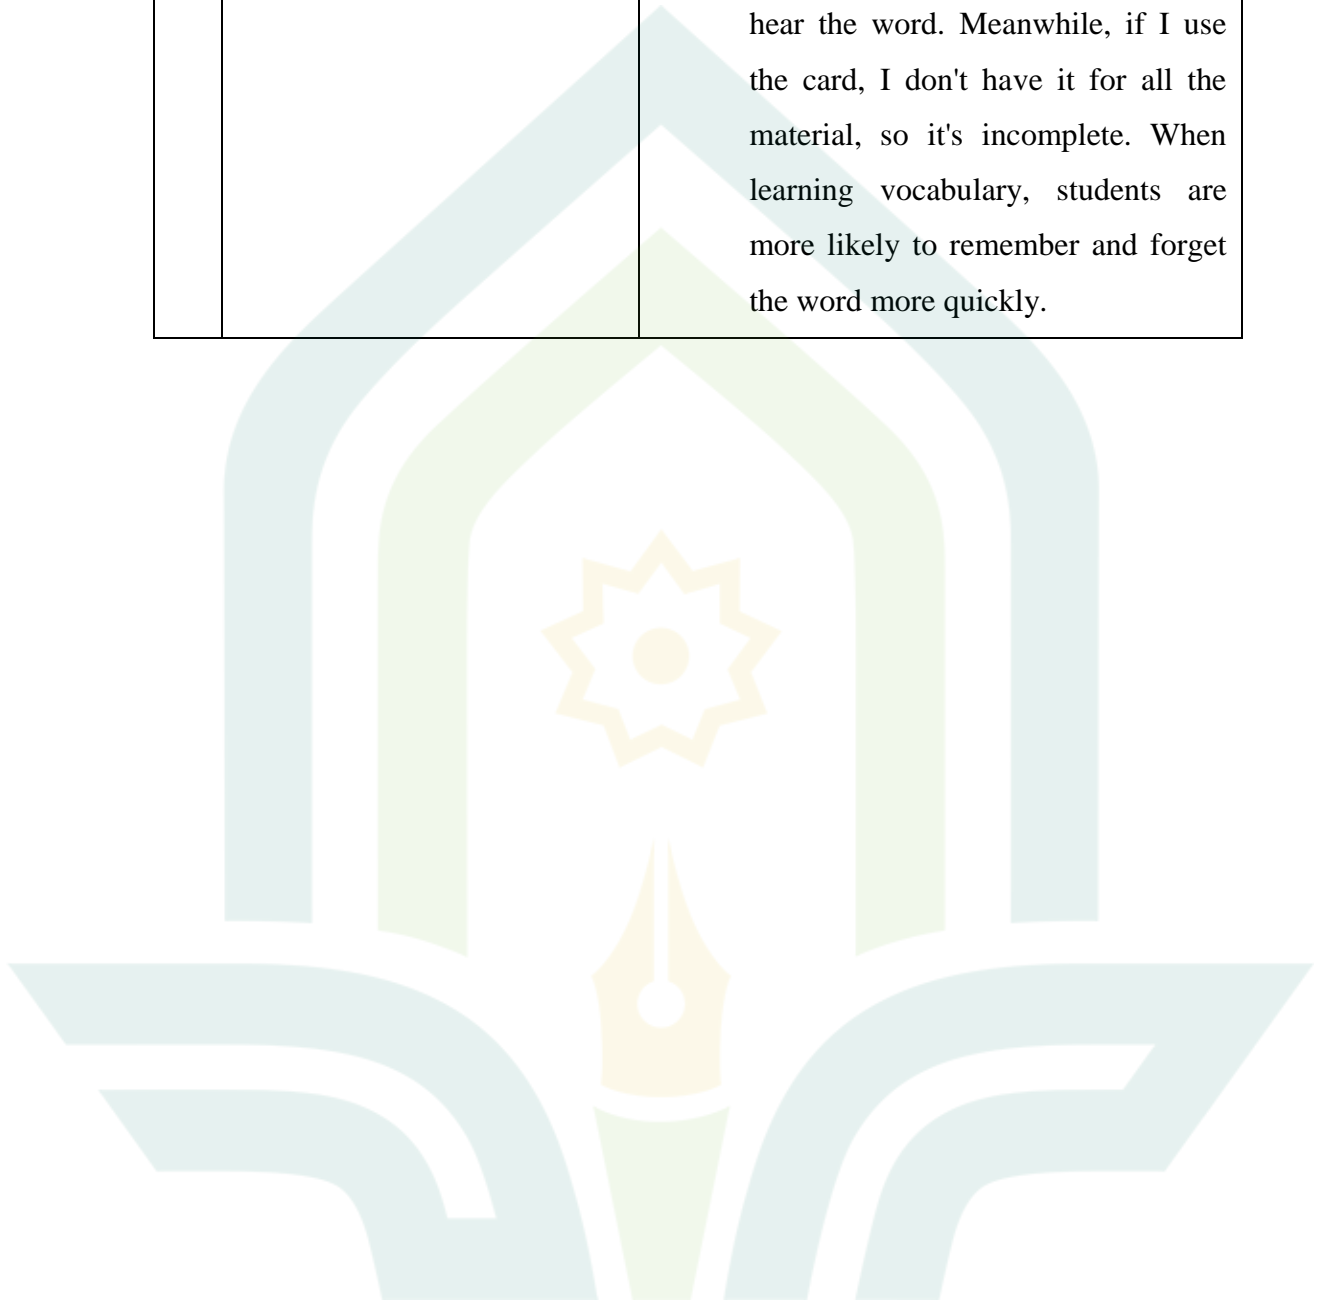 hear the word. Meanwhile, if I use
the card, I don't have it for all the
material, so it's incomplete. When
learning vocabulary, students are
more likely to remember and forget
the word more quickly.